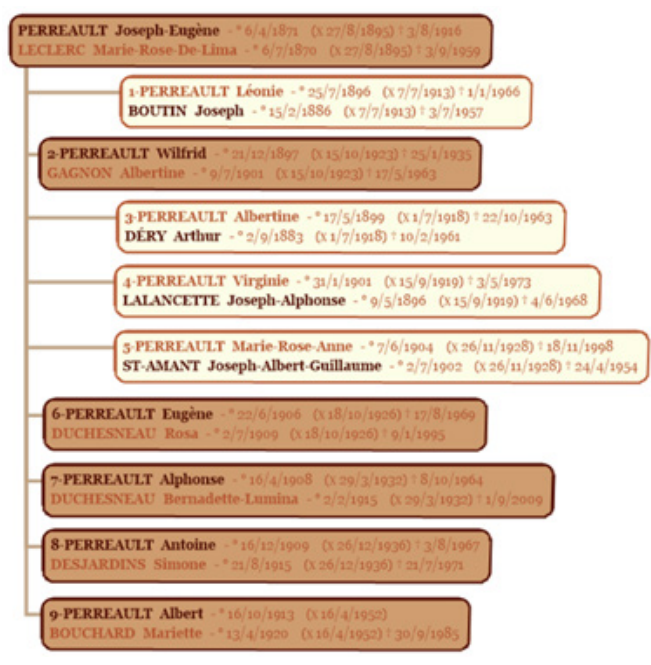 PERREAULT Joseph-Eugène - * 6/4/1871 (x 27/8/1895) † 3/8/1916
LECLERC Marie-Rose-De-Lima - * 6/7/1870 (x 27/8/1895) † 3/9/1959
1-PERREAULT Léonie - * 25/7/1896 (x 7/7/1913) † 1/1/1966
BOUTIN Joseph - * 15/2/1886 (x 7/7/1913) † 3/7/1957
2-PERREAULT Wilfrid - * 21/12/1897 (x 15/10/1923) † 25/1/1935
GAGNON Albertine - * 9/7/1901 (x 15/10/1923) † 17/5/1963
3-PERREAULT Albertine - * 17/5/1899 (x 1/7/1918) † 22/10/1963
DÉRY Arthur - * 2/9/1883 (x 1/7/1918) † 10/2/1961
4-PERREAULT Virginie - * 31/1/1901 (x 15/9/1919) † 3/5/1973
LALANCETTE Joseph-Alphonse - * 9/5/1896 (x 15/9/1919) † 4/6/1968
5-PERREAULT Marie-Rose-Anne - * 7/6/1904 (x 26/11/1928) † 18/11/1998
ST-AMANT Joseph-Albert-Guillaume - * 2/7/1902 (x 26/11/1928) † 24/4/1954
6-PERREAULT Eugène - * 22/6/1906 (x 18/10/1926) † 17/8/1969
DUCHESNEAU Rosa - * 2/7/1909 (x 18/10/1926) † 9/1/1995
7-PERREAULT Alphonse - * 16/4/1908 (x 29/3/1932) † 8/10/1964
DUCHESNEAU Bernadette-Lumina - * 2/2/1915 (x 29/3/1932) † 1/9/2009
8-PERREAULT Antoine - * 16/12/1909 (x 26/12/1936) † 3/8/1967
DESJARDINS Simone - * 21/8/1915 (x 26/12/1936) † 21/7/1971
9-PERREAULT Albert - * 16/10/1913 (x 16/4/1952)
BOUCHARD Mariette - * 13/4/1920 (x 16/4/1952) † 30/9/1985